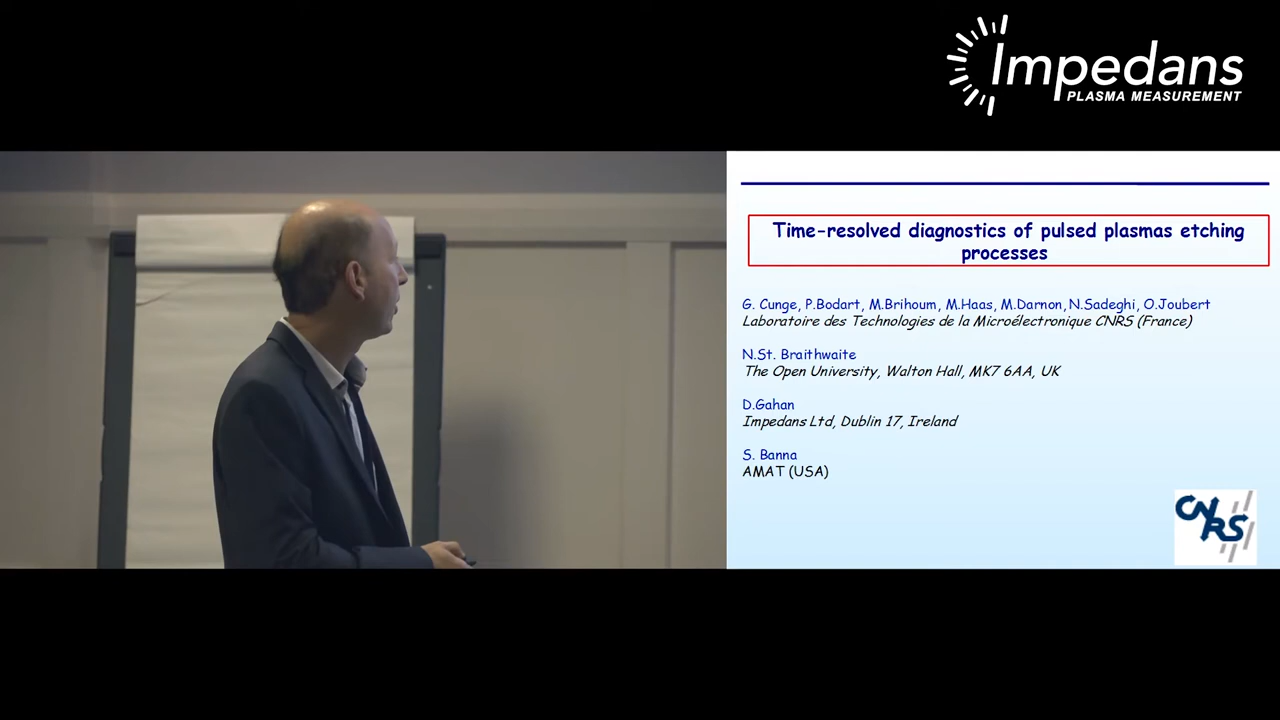 Impedans
PLASMA MEASUREMENT
Time-resolved diagnostics of pulsed plasmas etching
processes
G. Cunge, P.Bodart, M.Brihoum, M.Haas, M.Darnon, N.Sadeghi, O.Joubert
Laboratoire des Technologies de la Microélectronique CNRS (France)
N.St. Braithwaite
The Open University, Walton Hall, MK7 6AA, UK
D.Gahan
Impedans Ltd, Dublin 17, Ireland
S. Banna
AMAT (USA)
CNRS